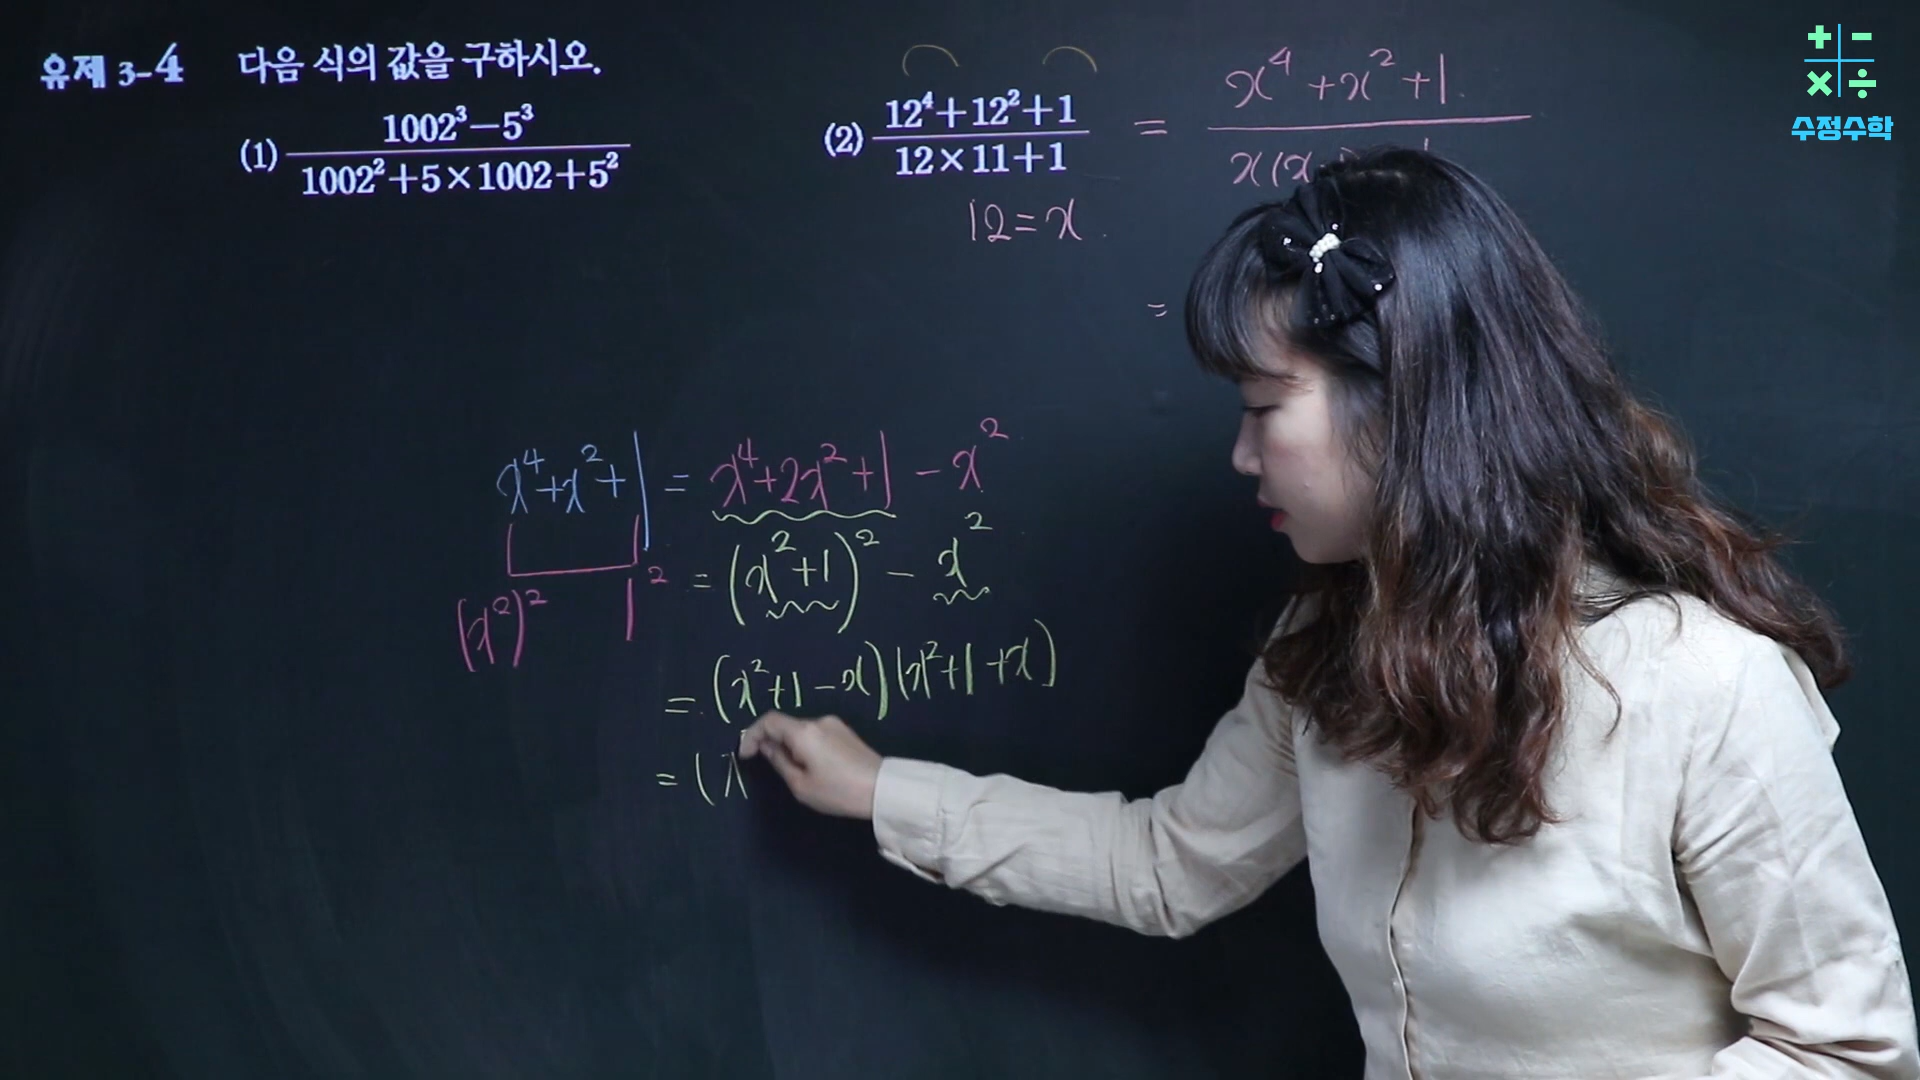 유제 3-4 다음 식의 값을 구하시오.
(1) 1002³-5³
1002²+5×1002+5²
(2) 12⁴+12²+1
12×11+1
= x⁴+x²+1
x(x
12=x
=
x⁴+x²+1 = x⁴+2x²+1 - x²
(x²)² 1²
= (x²+1)² - x²
= (x²+1-x)(x²+1+x)
= (x
+ - × ÷
수정수학